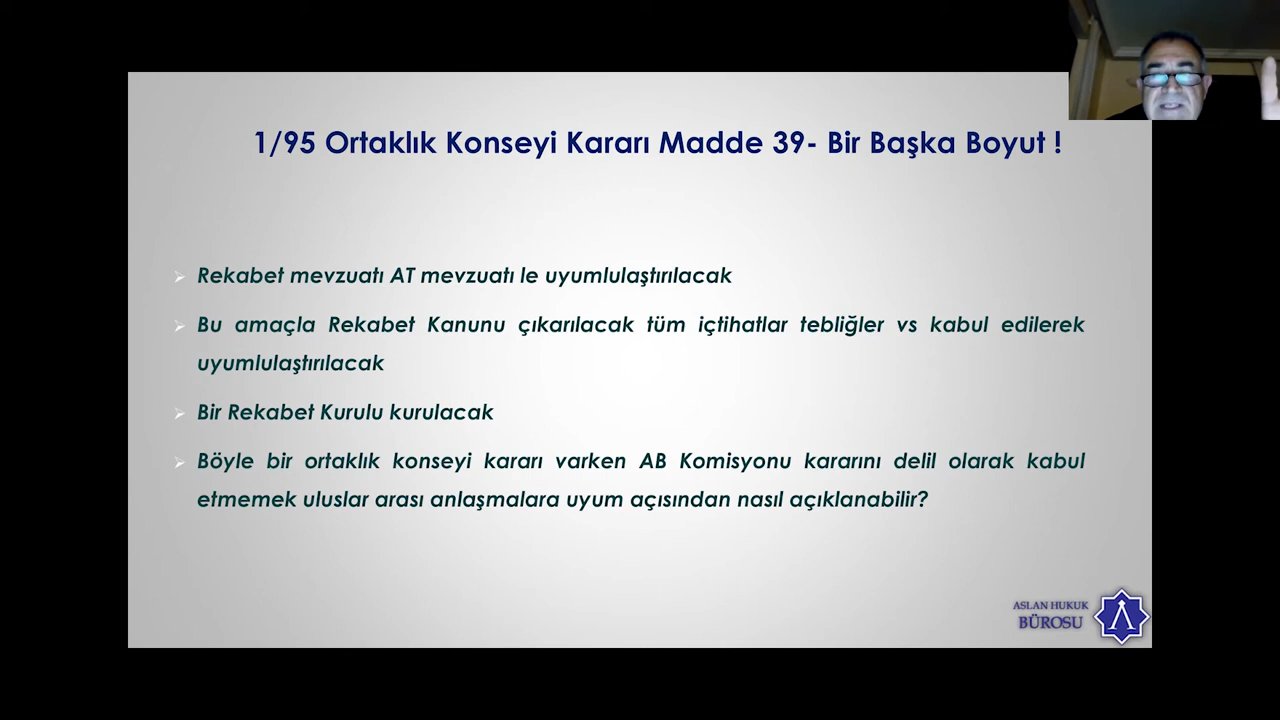 1/95 Ortaklık Konseyi Kararı Madde 39- Bir Başka Boyut !
Rekabet mevzuatı AT mevzuatı le uyumlulaştırılacak
Bu amaçla Rekabet Kanunu çıkarılacak tüm içtihatlar tebliğler vs kabul edilerek
uyumlulaştırılacak
Bir Rekabet Kurulu kurulacak
Böyle bir ortaklık konseyi kararı varken AB Komisyonu kararını delil olarak kabul
etmemek uluslar arası anlaşmalara uyum açısından nasıl açıklanabilir?
ASLAN HUKUK
BÜROSU